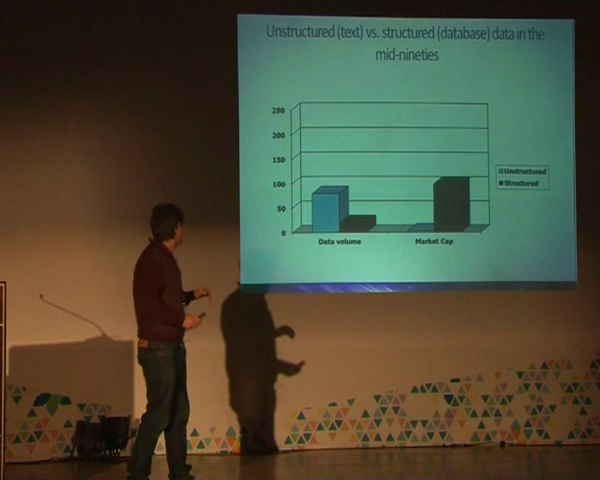 Unstructured (text) vs. structured (database) data in the
mid-nineties
250
200
150
100
50
0
Data volume
Market Cap
Unstructured
Structured